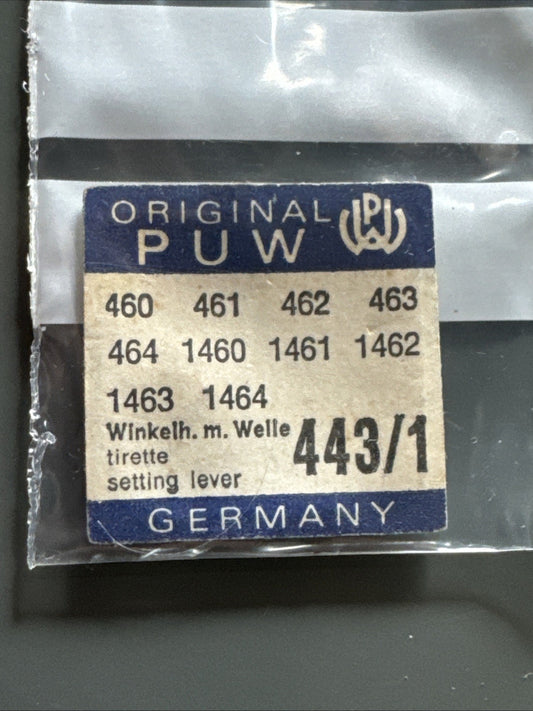 ORIGINAL
PUW
PUW
460 461 462 463
464 1460 1461 1462
1463 1464
Winkelh. m. Welle
tirette
setting lever
443/1
GERMANY